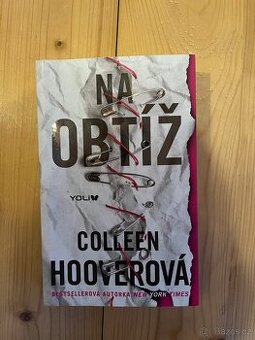 NA
OBTÍŽ
YOLI
COLLEEN
HOOVEROVÁ
BESTSELLEROVÁ AUTORKA NEW YORK TIMES